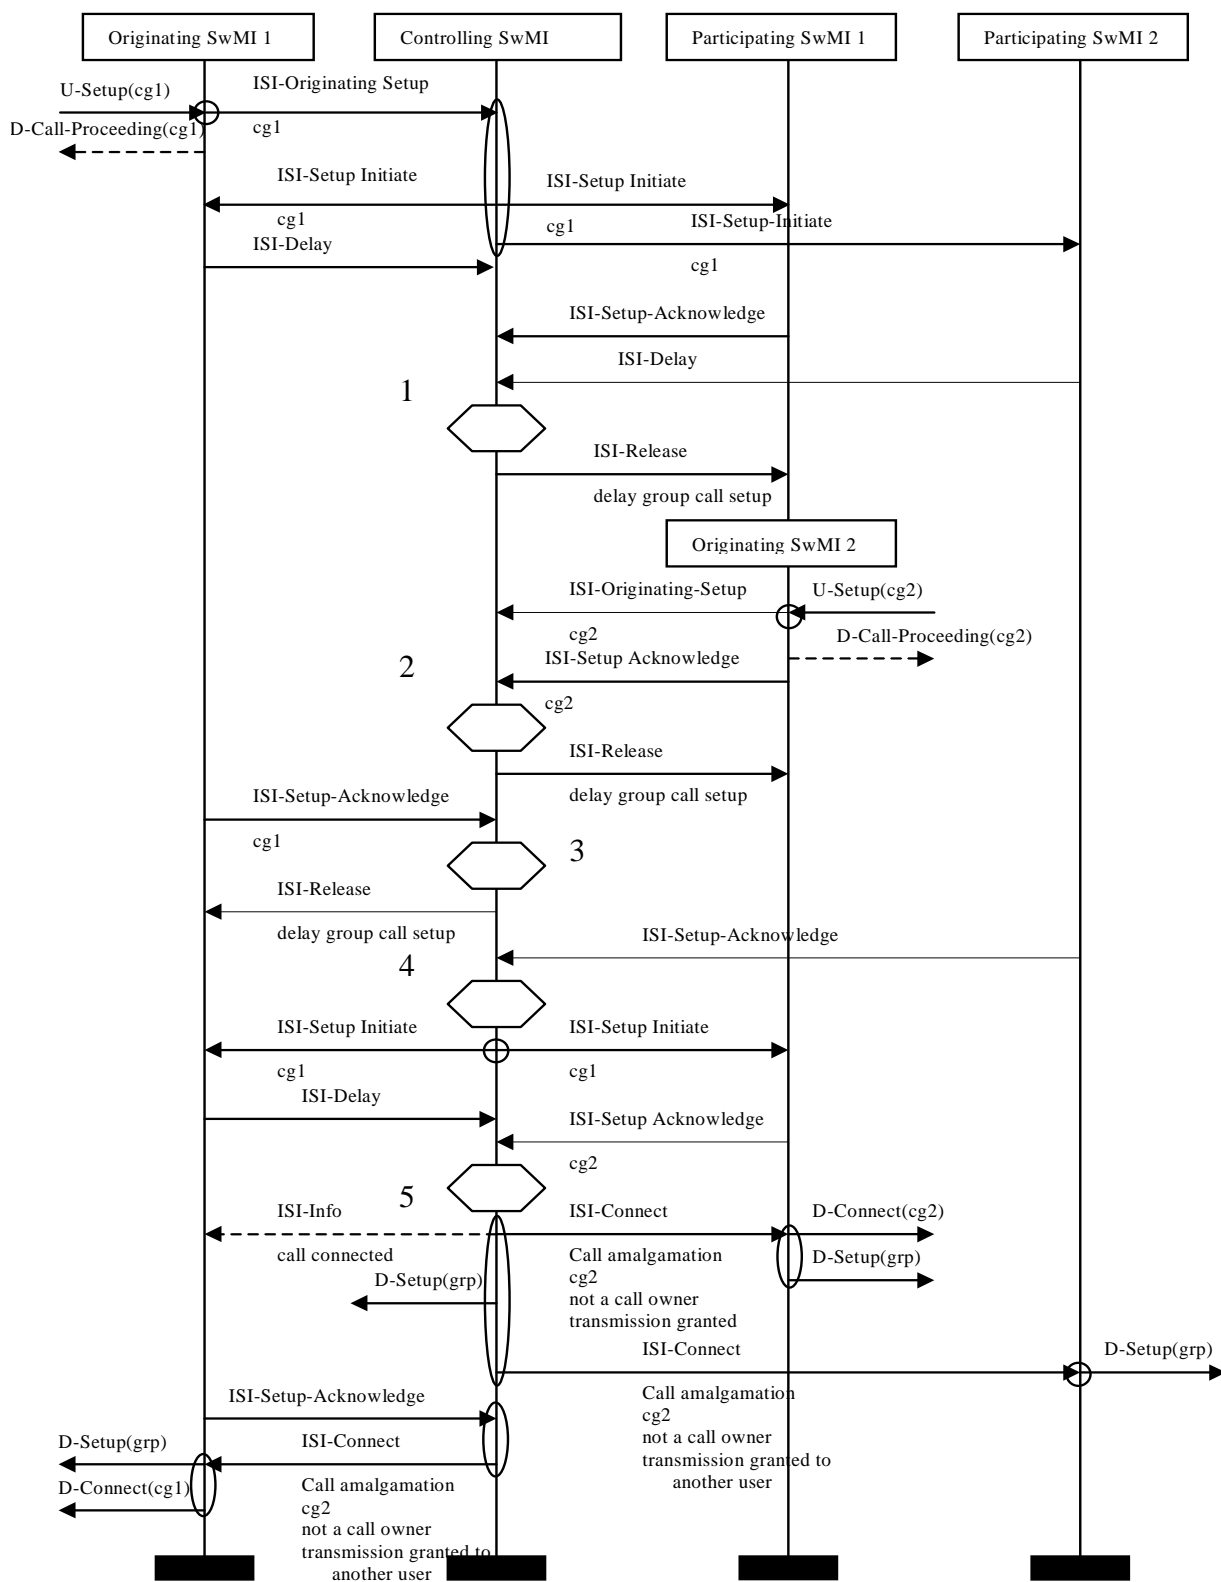 Originating SwMI 1
Controlling SwMI
Participating SwMI 1
Participating SwMI 2
U-Setup(cg1)
ISI-Originating Setup
cg1
D-Call-Proceeding(cg1)
ISI-Setup Initiate
ISI-Setup Initiate
cg1
cg1
ISI-Setup-Initiate
ISI-Delay
cg1
ISI-Setup-Acknowledge
ISI-Delay
1
ISI-Release
delay group call setup
Originating SwMI 2
ISI-Originating-Setup
U-Setup(cg2)
cg2
D-Call-Proceeding(cg2)
ISI-Setup Acknowledge
2
cg2
ISI-Release
delay group call setup
ISI-Setup-Acknowledge
cg1
3
ISI-Release
delay group call setup
ISI-Setup-Acknowledge
4
ISI-Setup Initiate
ISI-Setup Initiate
cg1
cg1
ISI-Delay
ISI-Setup Acknowledge
cg2
5
ISI-Info
ISI-Connect
D-Connect(cg2)
call connected
Call amalgamation
cg2
not a call owner
transmission granted
D-Setup(grp)
D-Setup(grp)
ISI-Connect
D-Setup(grp)
Call amalgamation
cg2
not a call owner
transmission granted to
another user
ISI-Setup-Acknowledge
D-Setup(grp)
ISI-Connect
D-Connect(cg1)
Call amalgamation
cg2
not a call owner
transmission granted to
another user